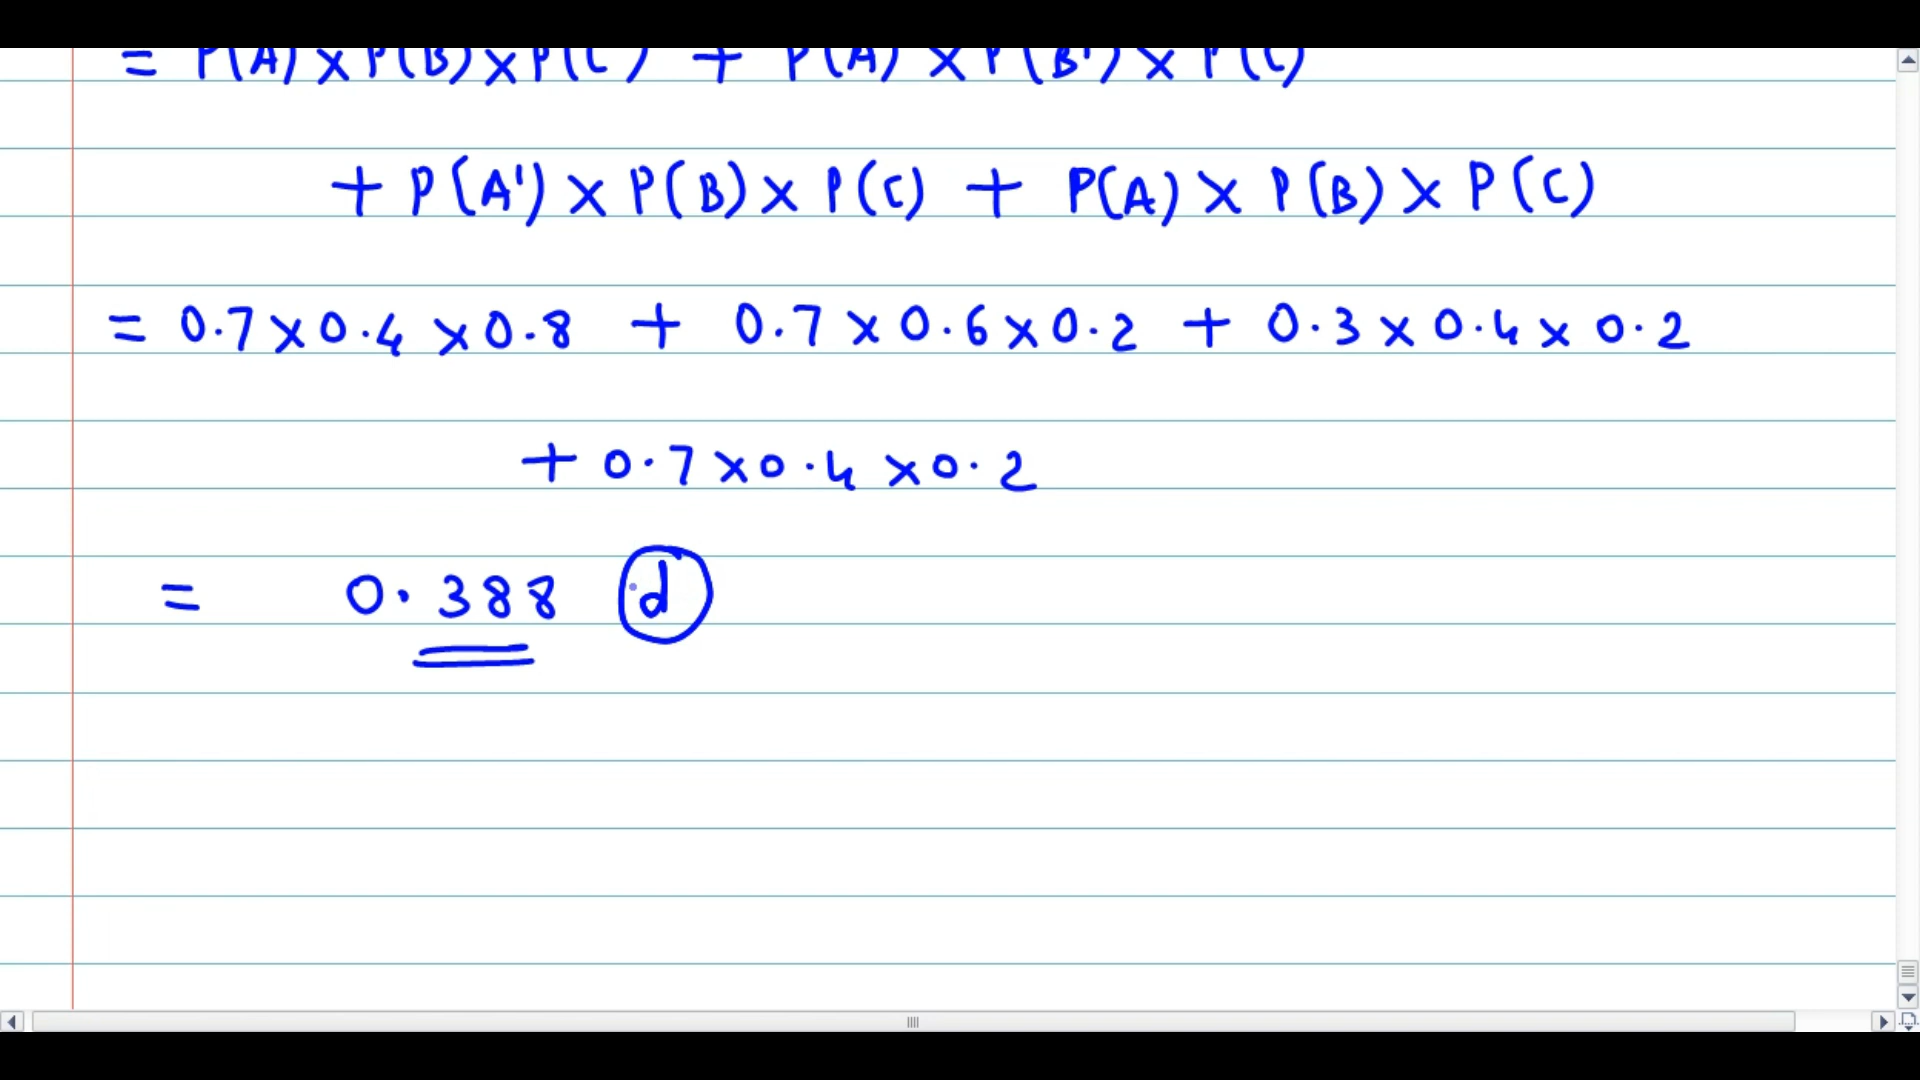 = P(A) × P(B) × P(C) + P(A) × P(B') × P(C)
+ P(A') × P(B) × P(C) + P(A) × P(B) × P(C)
= 0.7 × 0.4 × 0.8 + 0.7 × 0.6 × 0.2 + 0.3 × 0.4 × 0.2
+ 0.7 × 0.4 × 0.2
= 0.388 d